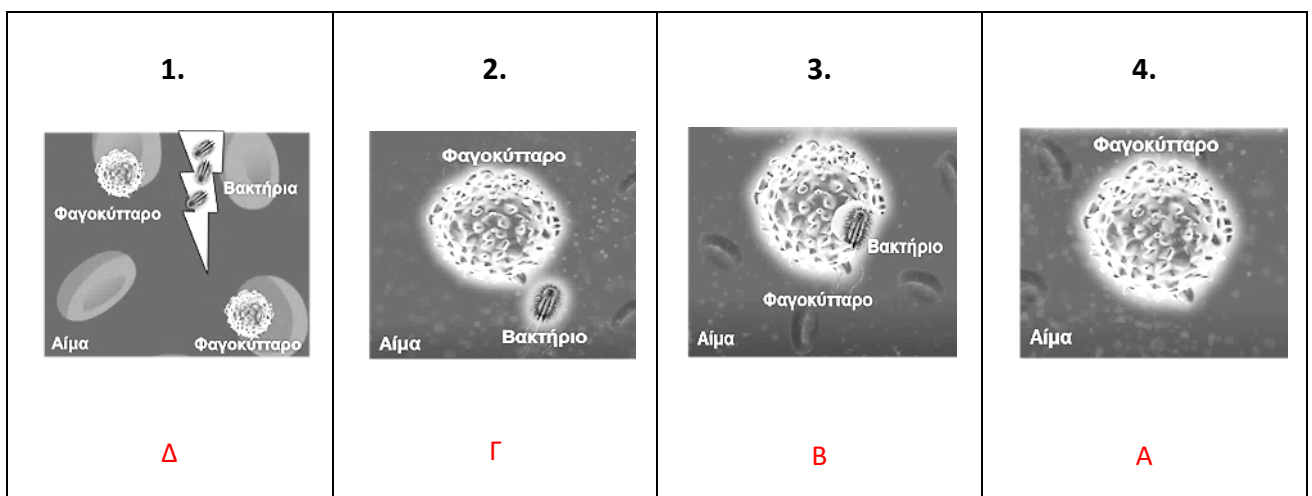 1.
Φαγοκύτταρο
Βακτήρια
Φαγοκύτταρο
Αίμα
Δ
2.
Φαγοκύτταρο
Βακτήριο
Αίμα
Γ
3.
Βακτήριο
Φαγοκύτταρο
Αίμα
Β
4.
Φαγοκύτταρο
Αίμα
Α